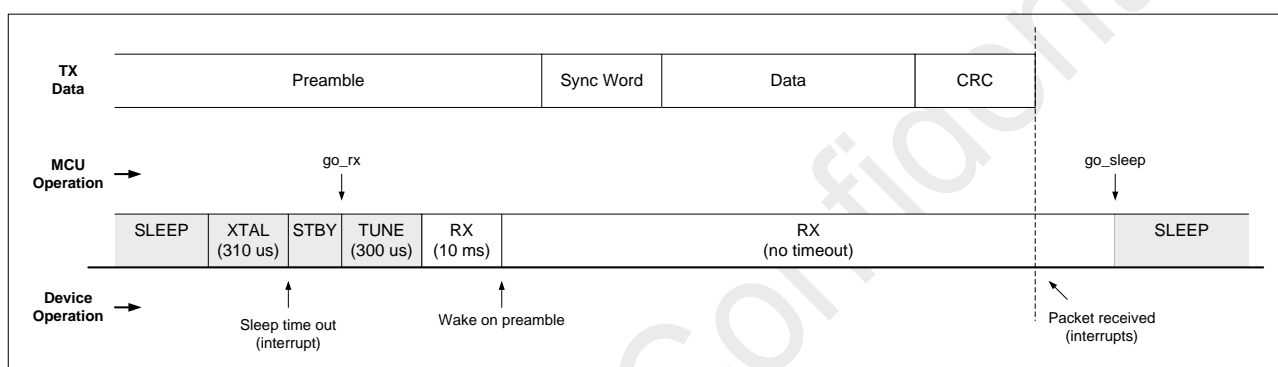 TX
Data
Preamble
Sync Word
Data
CRC
MCU
Operation
go_rx
go_sleep
SLEEP
XTAL
(310 us)
STBY
TUNE
(300 us)
RX
(10 ms)
RX
(no timeout)
SLEEP
Device
Operation
Sleep time out
(interrupt)
Wake on preamble
Packet received
(interrupts)
Confidential